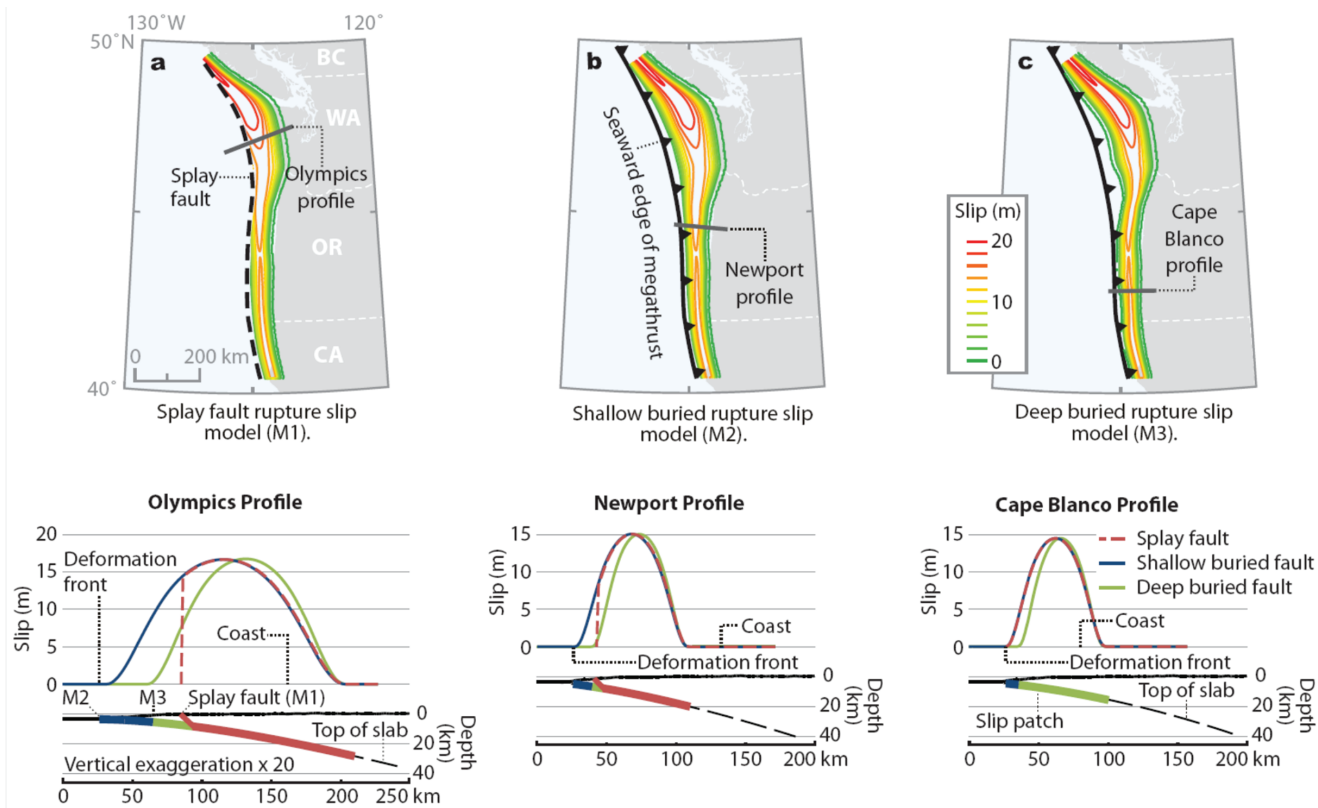 130˚W
120˚
50˚N
40˚
a
BC
WA
OR
CA
Splay
fault
Olympics
profile
0
200 km
Splay fault rupture slip
model (M1).
b
Seaward edge of megathrust
Newport
profile
Shallow buried rupture slip
model (M2).
c
Slip (m)
20
10
0
Cape
Blanco
profile
Deep buried rupture slip
model (M3).
Olympics Profile
Slip (m)
20
15
10
5
0
Deformation
front
Coast
M2
M3
Splay fault (M1)
Top of slab
Vertical exaggeration x 20
0
20
40
Depth
(km)
0 50 100 150 200 250 km
Newport Profile
Slip (m)
15
10
5
0
Coast
Deformation front
0
20
40
Depth
(km)
0 50 100 150 200 km
Cape Blanco Profile
Slip (m)
15
10
5
0
Splay fault
Shallow buried fault
Deep buried fault
Coast
Deformation front
Top of slab
Slip patch
0
20
40
Depth
(km)
0 50 100 150 200 km